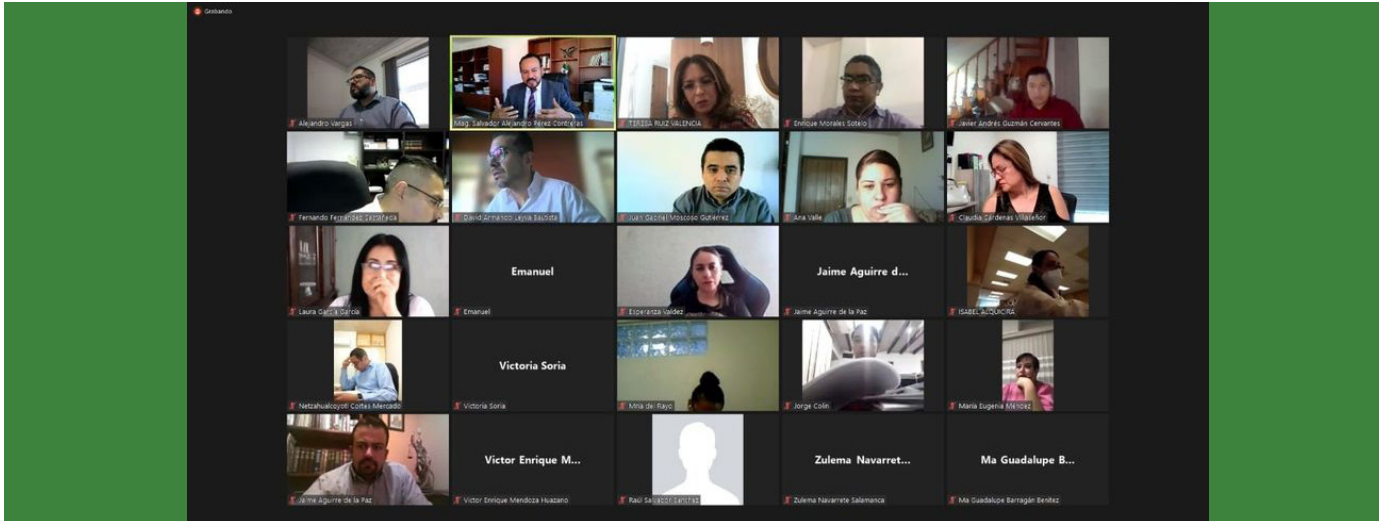 Grabando
Alejandro Vargas
Mag. Salvador Alejandro Pérez Contreras
TERESA RUIZ VALENCIA
Enrique Morales Sotelo
Javier Andrés Guzmán Cervantes
Fernando Fernández Castañeda
David Armando Leyva Bautista
Juan Gabriel Moscoso Gutiérrez
Ana Valle
Claudia Cárdenas Villaseñor
Laura García García
Emanuel
Emanuel
Esperanza Valdez
Jaime Aguirre d...
Jaime Aguirre de la Paz
ISABEL ALQUICIRA
Netzahualcoyotl Cortes Mercado
Victoria Soria
Victoria Soria
del Rayo
Jorge Colin
María Eugenia Méndez
Jaime Aguirre de la Paz
Victor Enrique M...
Victor Enrique Mendoza Huazano
Raúl Salvador Sánchez
Zulema Navarret...
Zulema Navarrete Salamanca
Ma Guadalupe B...
Ma Guadalupe Barragán Benitez